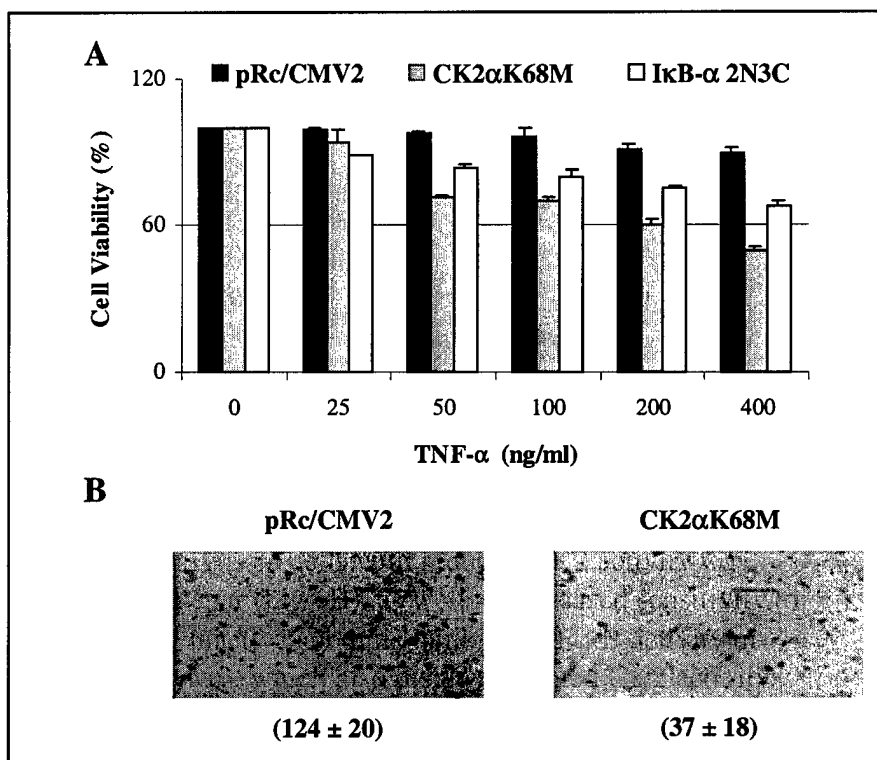 A
pRc/CMV2 CK2αK68M IκB-α 2N3C
120
60
0
Cell Viability (%)
0 25 50 100 200 400
TNF-α (ng/ml)
B
pRc/CMV2 CK2αK68M
(124 ± 20) (37 ± 18)